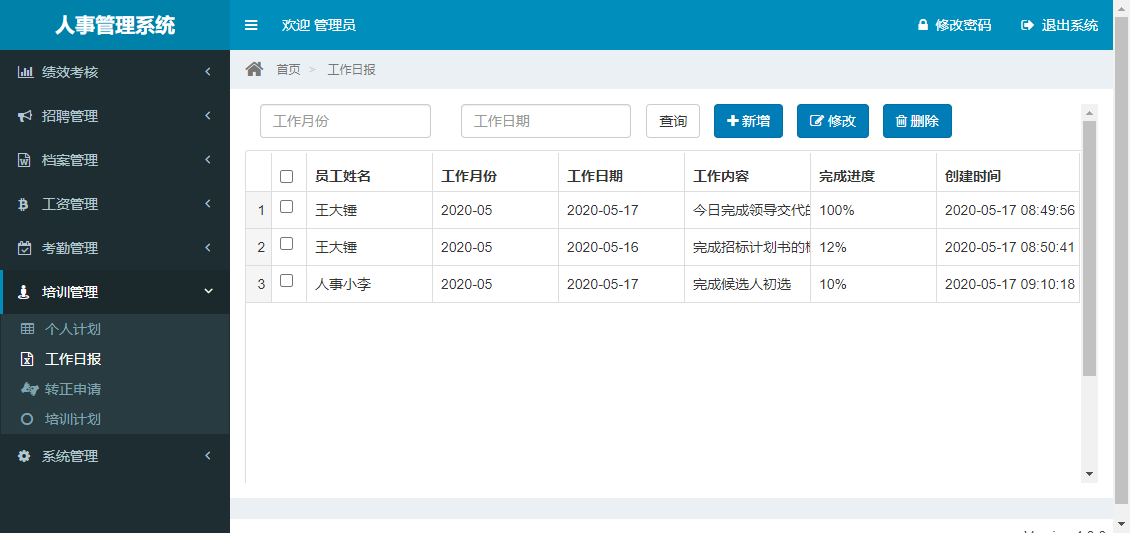 人事管理系统
欢迎 管理员
修改密码
退出系统
绩效考核
招聘管理
档案管理
工资管理
考勤管理
培训管理
个人计划
工作日报
转正申请
培训计划
系统管理
首页 > 工作日报
工作月份 工作日期 查询 新增 修改 删除
员工姓名 工作月份 工作日期 工作内容 完成进度 创建时间
1 王大锤 2020-05 2020-05-17 今日完成领导交代的 100% 2020-05-17 08:49:56
2 王大锤 2020-05 2020-05-16 完成招标计划书的 12% 2020-05-17 08:50:41
3 人事小李 2020-05 2020-05-17 完成候选人初选 10% 2020-05-17 09:10:18